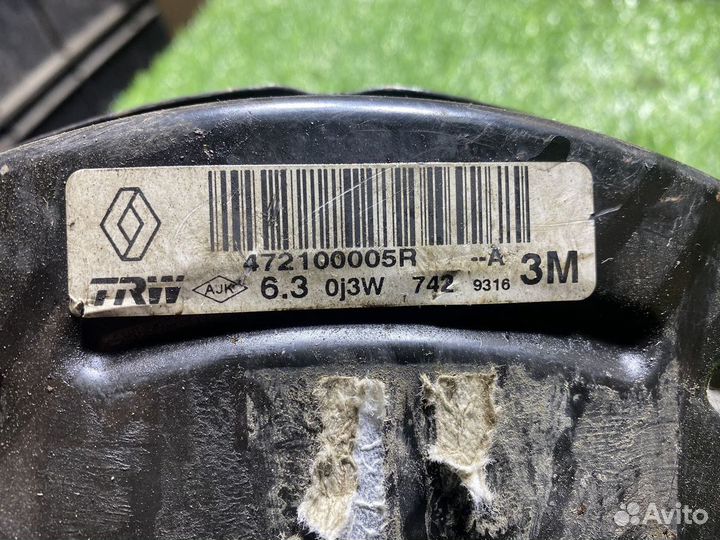 472100005R --A 3M
TRW AJK 6.3 0j3W 742 9316
Avito